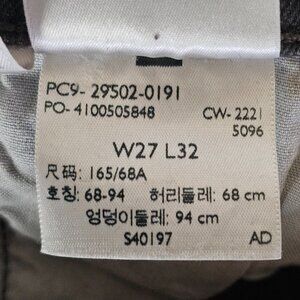 PC9- 29502-0191
PO- 4100505848 CW- 2221
5096
W27 L32
尺码: 165/68A
호칭: 68-94 허리둘레: 68 cm
엉덩이둘레: 94 cm
S40197 AD